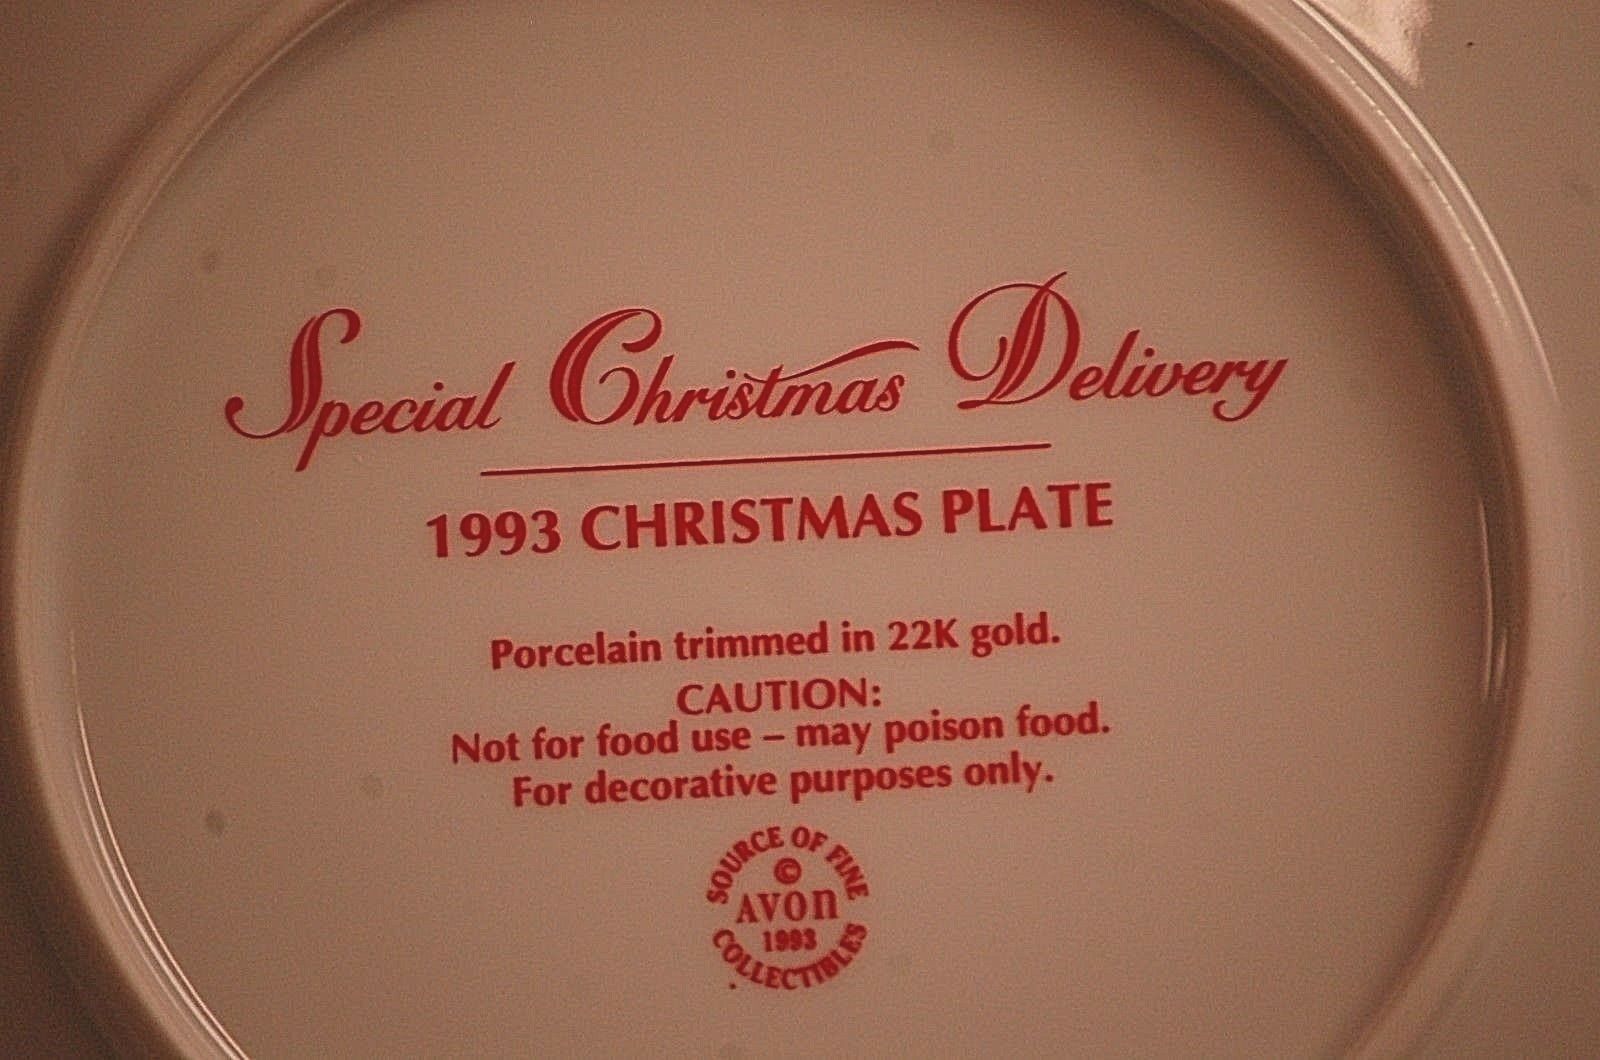 Special Christmas Delivery
1993 CHRISTMAS PLATE
Porcelain trimmed in 22K gold.
CAUTION:
Not for food use – may poison food.
For decorative purposes only.
SOURCE OF FINE
©
AVON
1993
COLLECTIBLES